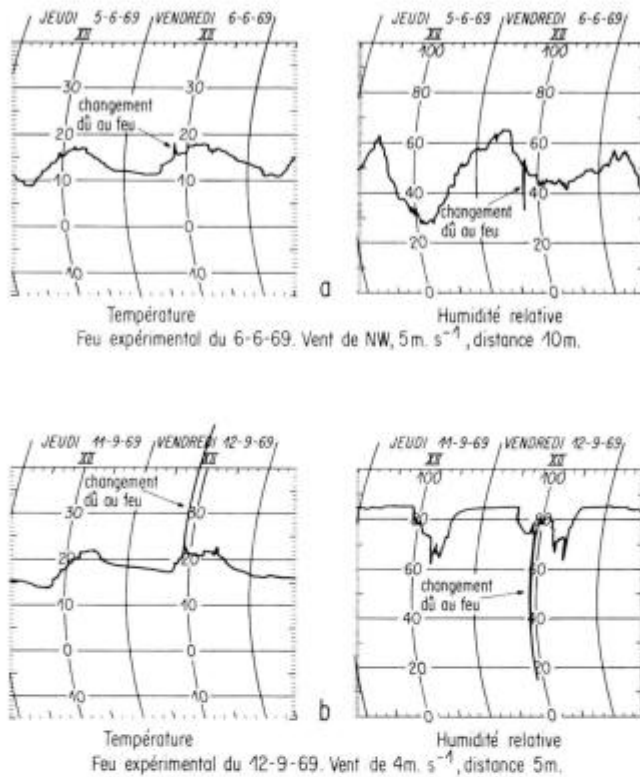 JEUDI 5-6-69 VENDREDI 6-6-69
XII XII
30 30
changement
dû au feu
20 20
10 10
0 0
10 10
Température
JEUDI 5-6-69 VENDREDI 6-6-69
XII XII
100 100
80 80
60 60
40 40
changement
dû au feu
20 20
0 0
Humidité relative
a
Feu expérimental du 6-6-69. Vent de NW, 5m. s⁻¹, distance 10m.
JEUDI 11-9-69 VENDREDI 12-9-69
XII XII
changement
dû au feu
30 30
20 20
10 10
0 0
10 10
Température
JEUDI 11-9-69 VENDREDI 12-9-69
XII XII
100 100
80 80
60 60
changement
dû au feu
40 40
20 20
0 0
Humidité relative
b
Feu expérimental du 12-9-69. Vent de 4m. s⁻¹, distance 5m.